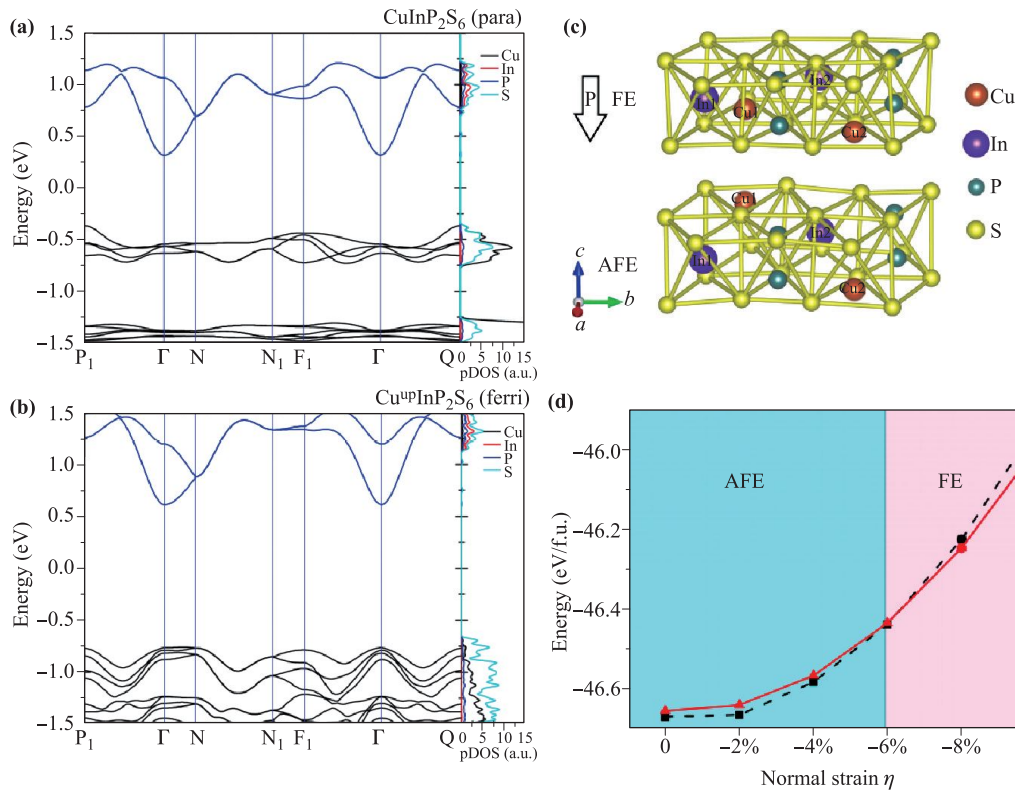 (a)
CuInP₂S₆ (para)
1.5
1.0
0.5
0.0
−0.5
−1.0
−1.5
Energy (eV)
Cu
In
P
S
P₁ Γ N N₁ F₁ Γ Q
0 5 10 15
pDOS (a.u.)
(b)
CuᵘᵖInP₂S₆ (ferri)
1.5
1.0
0.5
0.0
−0.5
−1.0
−1.5
Energy (eV)
Cu
In
P
S
P₁ Γ N N₁ F₁ Γ Q
0 5 10 15
pDOS (a.u.)
(c)
P FE
In1 Cu1 In2 Cu2
Cu
In
P
S
AFE
Cu1 In1 In2 Cu2
c
b
a
(d)
AFE FE
−46.0
−46.2
−46.4
−46.6
Energy (eV/f.u.)
0 −2% −4% −6% −8%
Normal strain η